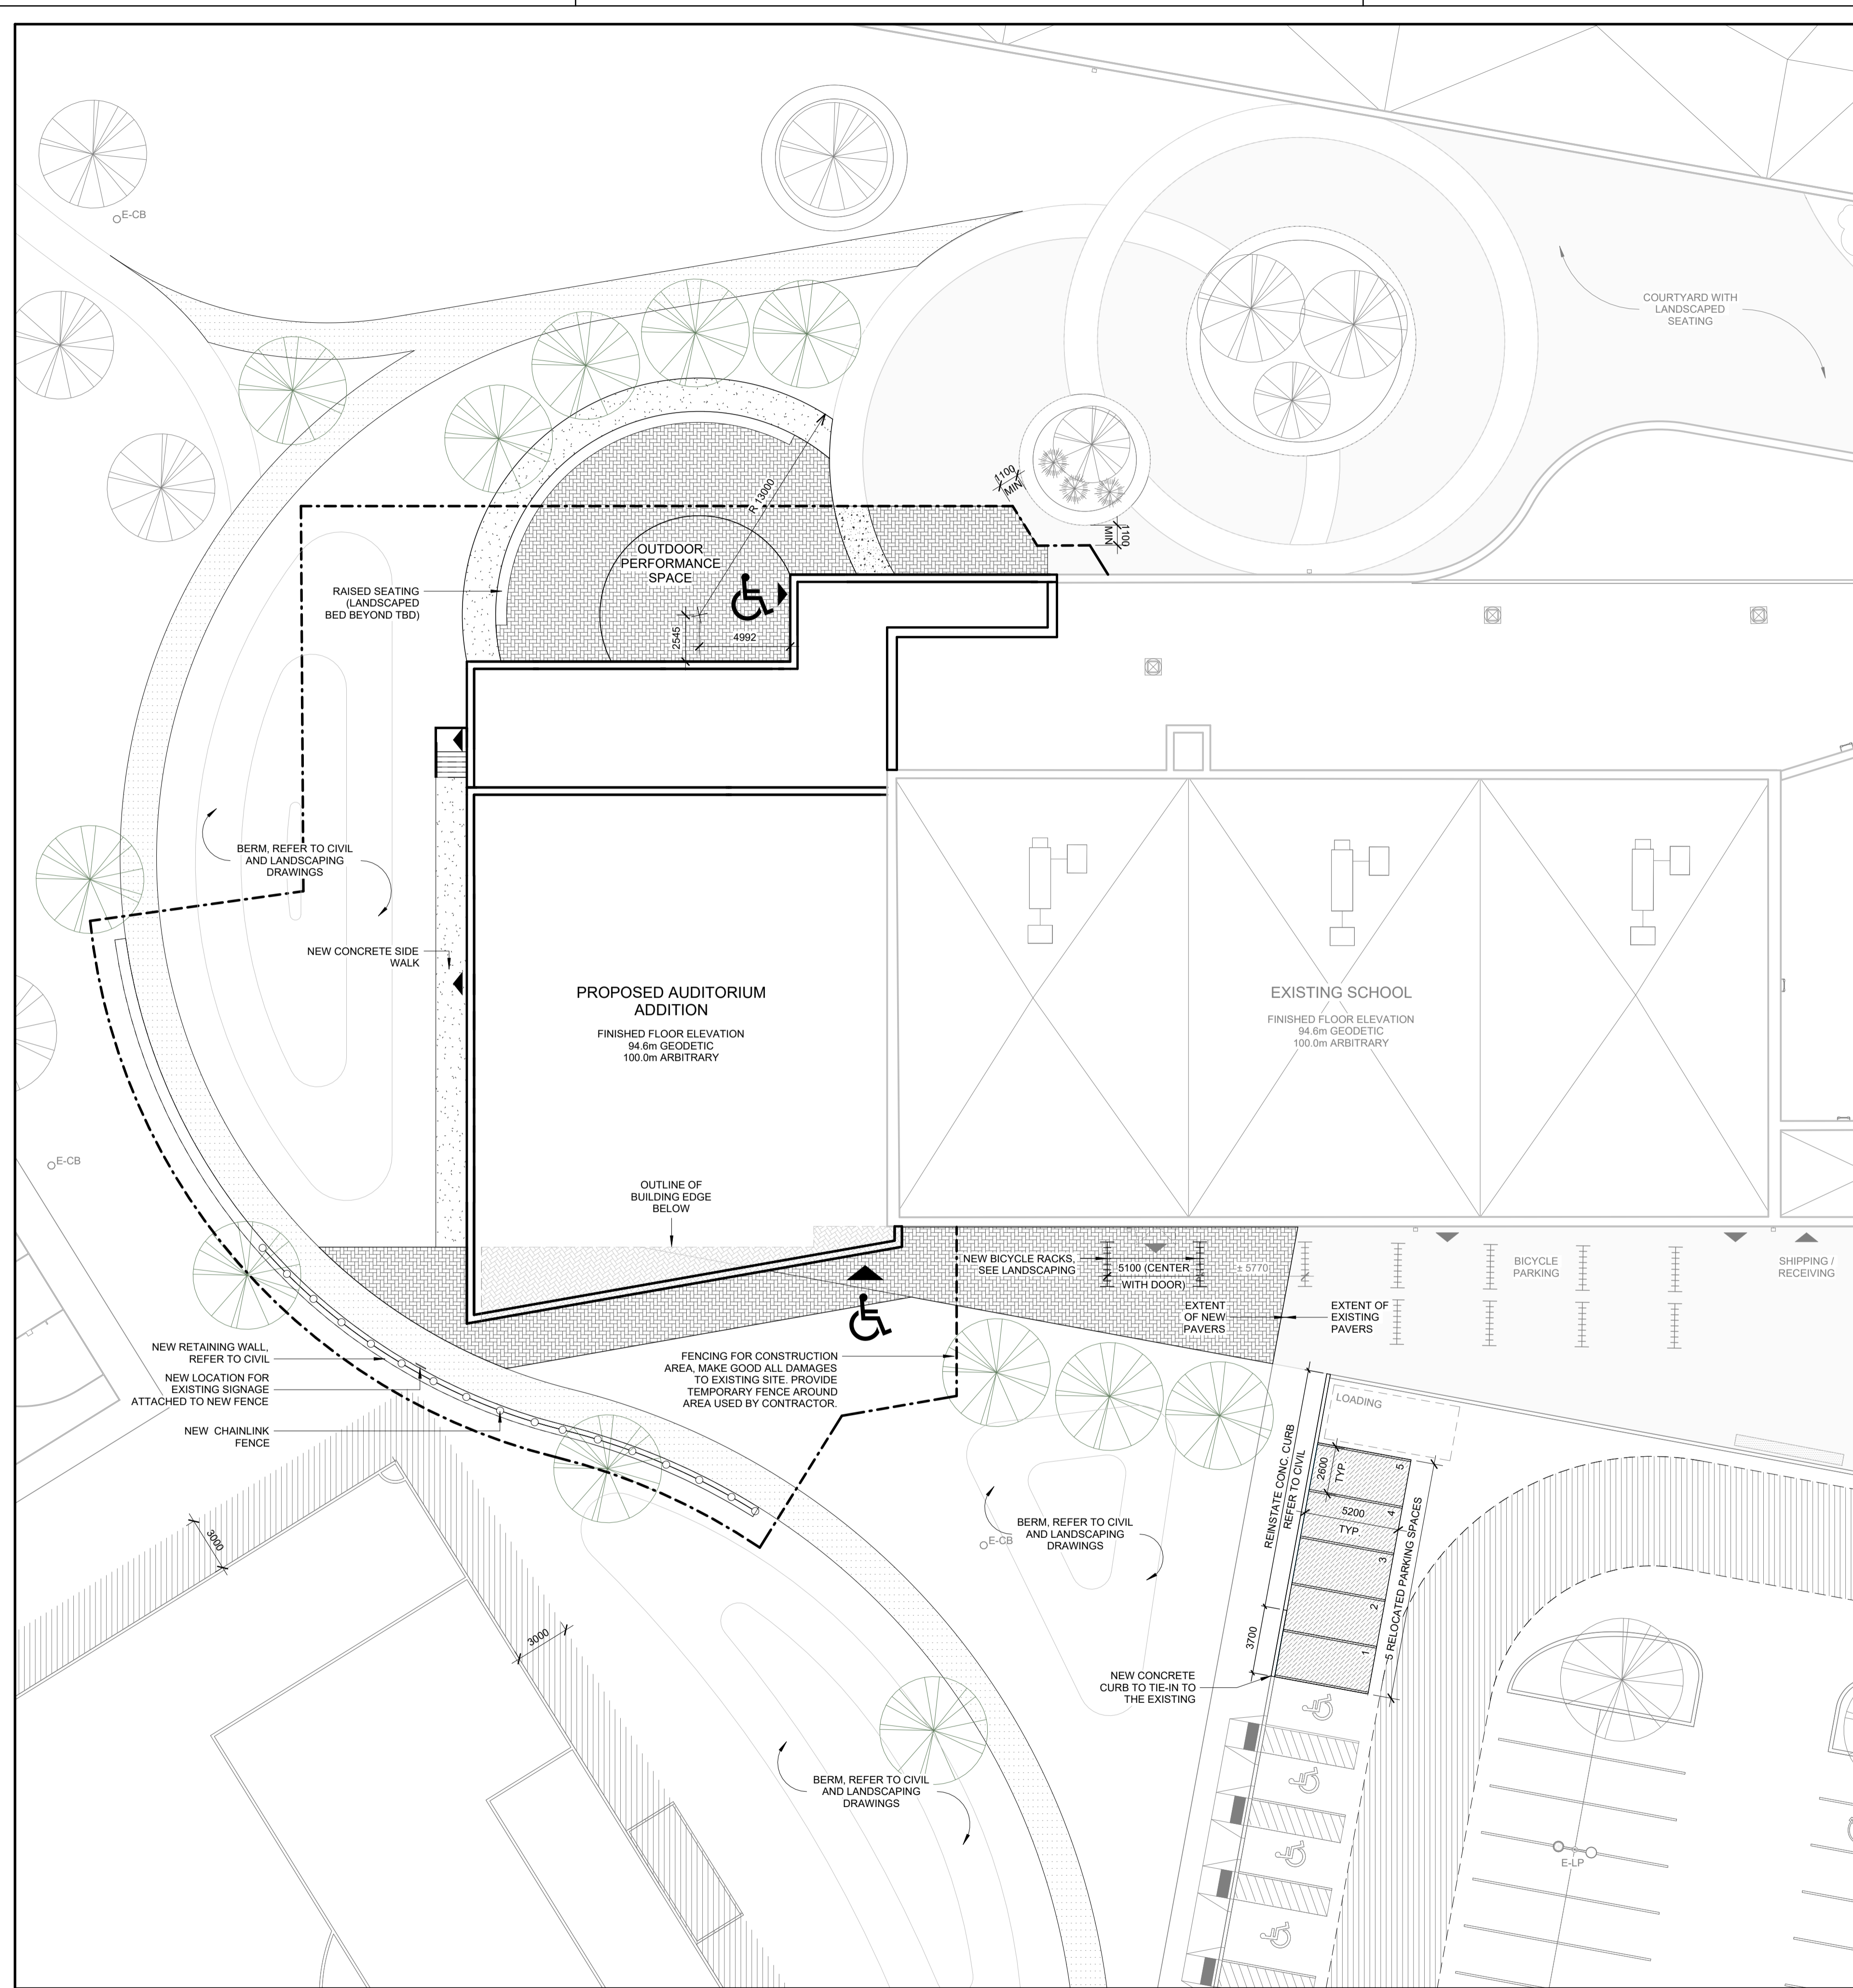 E-CB
COURTYARD WITH
LANDSCAPED
SEATING
1100
MIN
R 13000
1100
MIN
OUTDOOR
PERFORMANCE
SPACE
RAISED SEATING
(LANDSCAPED
BED BEYOND TBD)
2545
4992
BERM, REFER TO CIVIL
AND LANDSCAPING
DRAWINGS
NEW CONCRETE SIDE
WALK
PROPOSED AUDITORIUM
ADDITION
FINISHED FLOOR ELEVATION
94.6m GEODETIC
100.0m ARBITRARY
EXISTING SCHOOL
FINISHED FLOOR ELEVATION
94.6m GEODETIC
100.0m ARBITRARY
E-CB
OUTLINE OF
BUILDING EDGE
BELOW
NEW BICYCLE RACKS,
SEE LANDSCAPING
5100 (CENTER
WITH DOOR)
± 5770
BICYCLE
PARKING
SHIPPING /
RECEIVING
EXTENT
OF NEW
PAVERS
EXTENT OF
EXISTING
PAVERS
NEW RETAINING WALL,
REFER TO CIVIL
NEW LOCATION FOR
EXISTING SIGNAGE
ATTACHED TO NEW FENCE
NEW CHAINLINK
FENCE
FENCING FOR CONSTRUCTION
AREA, MAKE GOOD ALL DAMAGES
TO EXISTING SITE. PROVIDE
TEMPORARY FENCE AROUND
AREA USED BY CONTRACTOR.
LOADING
REINSTATE CONC. CURB
REFER TO CIVIL
2600
TYP.
5
5200
TYP.
4
3
2
1
5 RELOCATED PARKING SPACES
3700
E-CB
BERM, REFER TO CIVIL
AND LANDSCAPING
DRAWINGS
3000
3000
NEW CONCRETE
CURB TO TIE-IN TO
THE EXISTING
BERM, REFER TO CIVIL
AND LANDSCAPING
DRAWINGS
E-LP